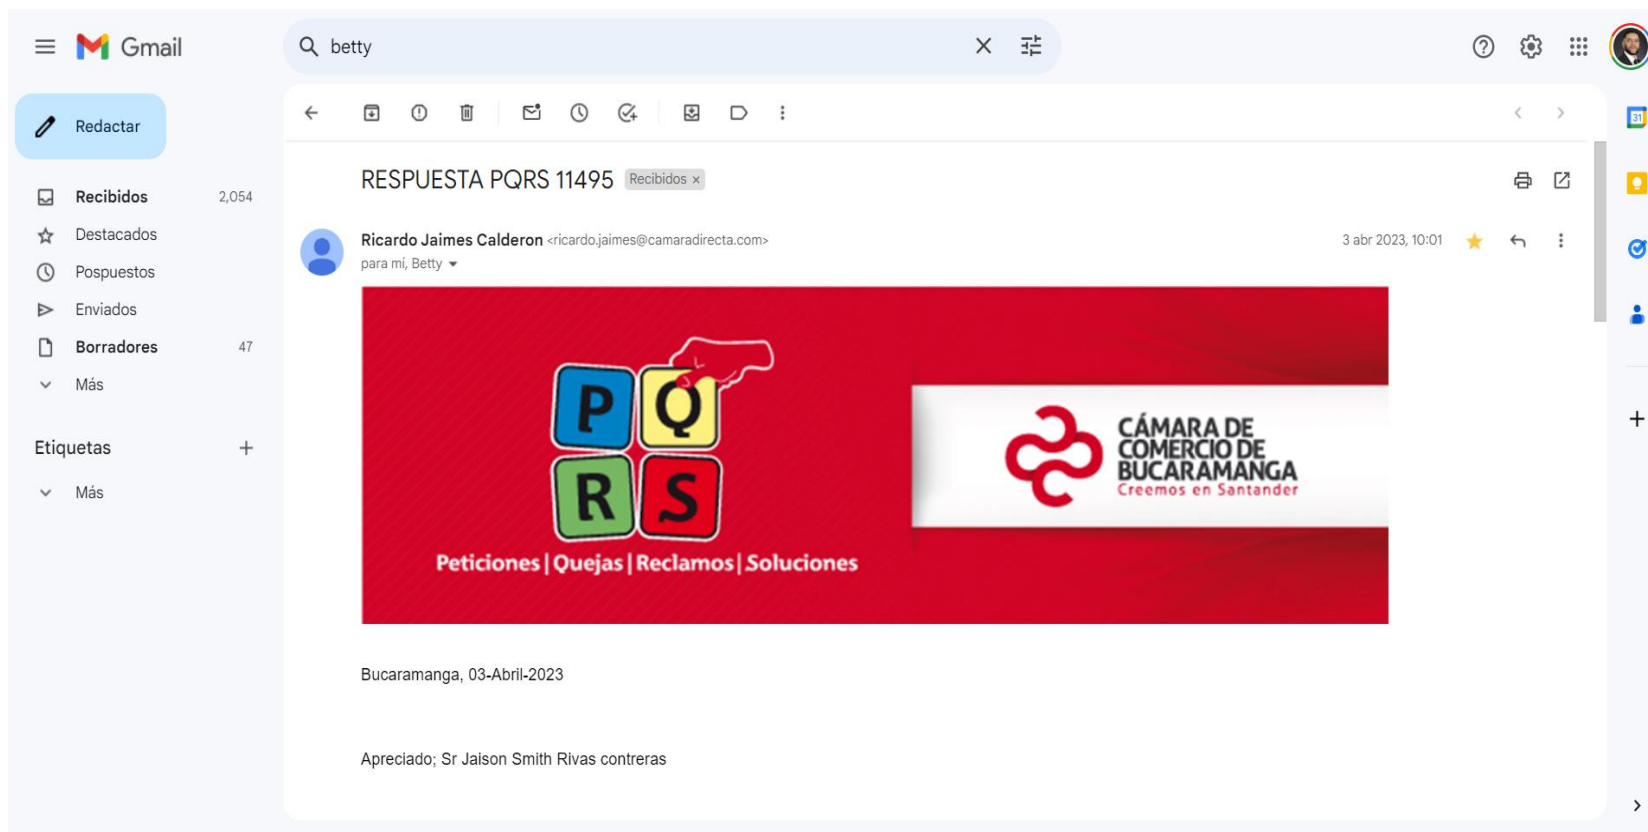 Gmail
betty
Redactar
Recibidos 2,054
Destacados
Pospuestos
Enviados
Borradores 47
Más
Etiquetas
Más
RESPUESTA PQRS 11495 Recibidos ×
Ricardo Jaimes Calderon <ricardo.jaimes@camaradirecta.com> 3 abr 2023, 10:01
para mí, Betty
P Q
R S
Peticiones|Quejas|Reclamos|Soluciones
CÁMARA DE
COMERCIO DE
BUCARAMANGA
Creemos en Santander
Bucaramanga, 03-Abril-2023
Apreciado; Sr Jaison Smith Rivas contreras
31